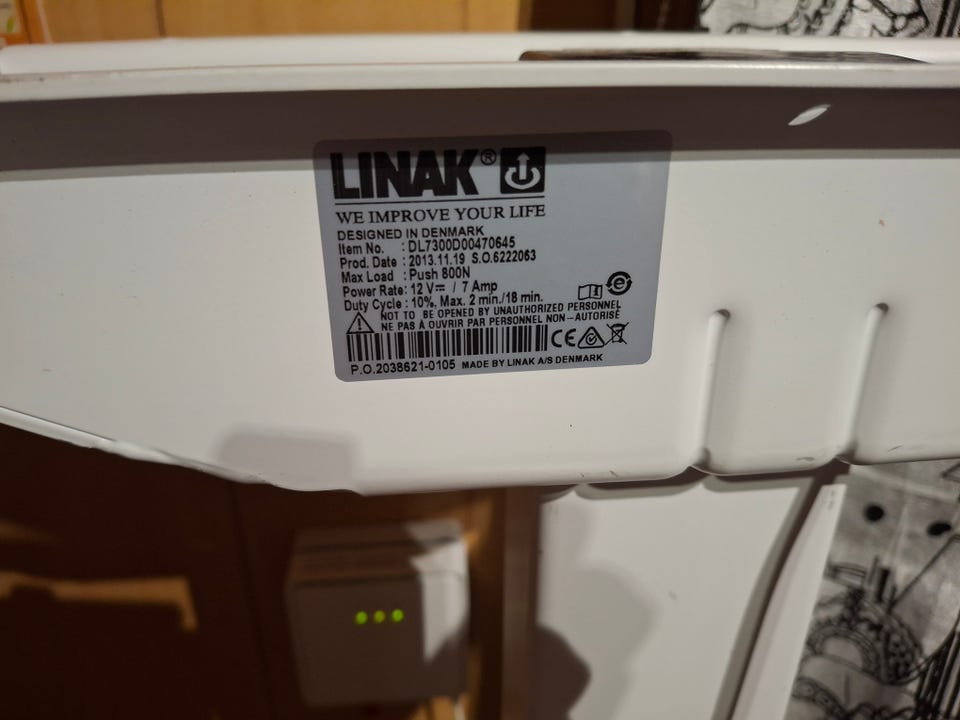 LINAK®
WE IMPROVE YOUR LIFE
DESIGNED IN DENMARK
Item No. : DL7300D00470645
Prod. Date : 2013.11.19 S.O.6222063
Max Load : Push 800N
Power Rate: 12 V⎓ / 7 Amp
Duty Cycle : 10%, Max. 2 min./18 min.
NOT TO BE OPENED BY UNAUTHORIZED PERSONNEL
NE PAS À OUVRIR PAR PERSONNEL NON-AUTORISÉ
CE
P.O.2038621-0105 MADE BY LINAK A/S DENMARK